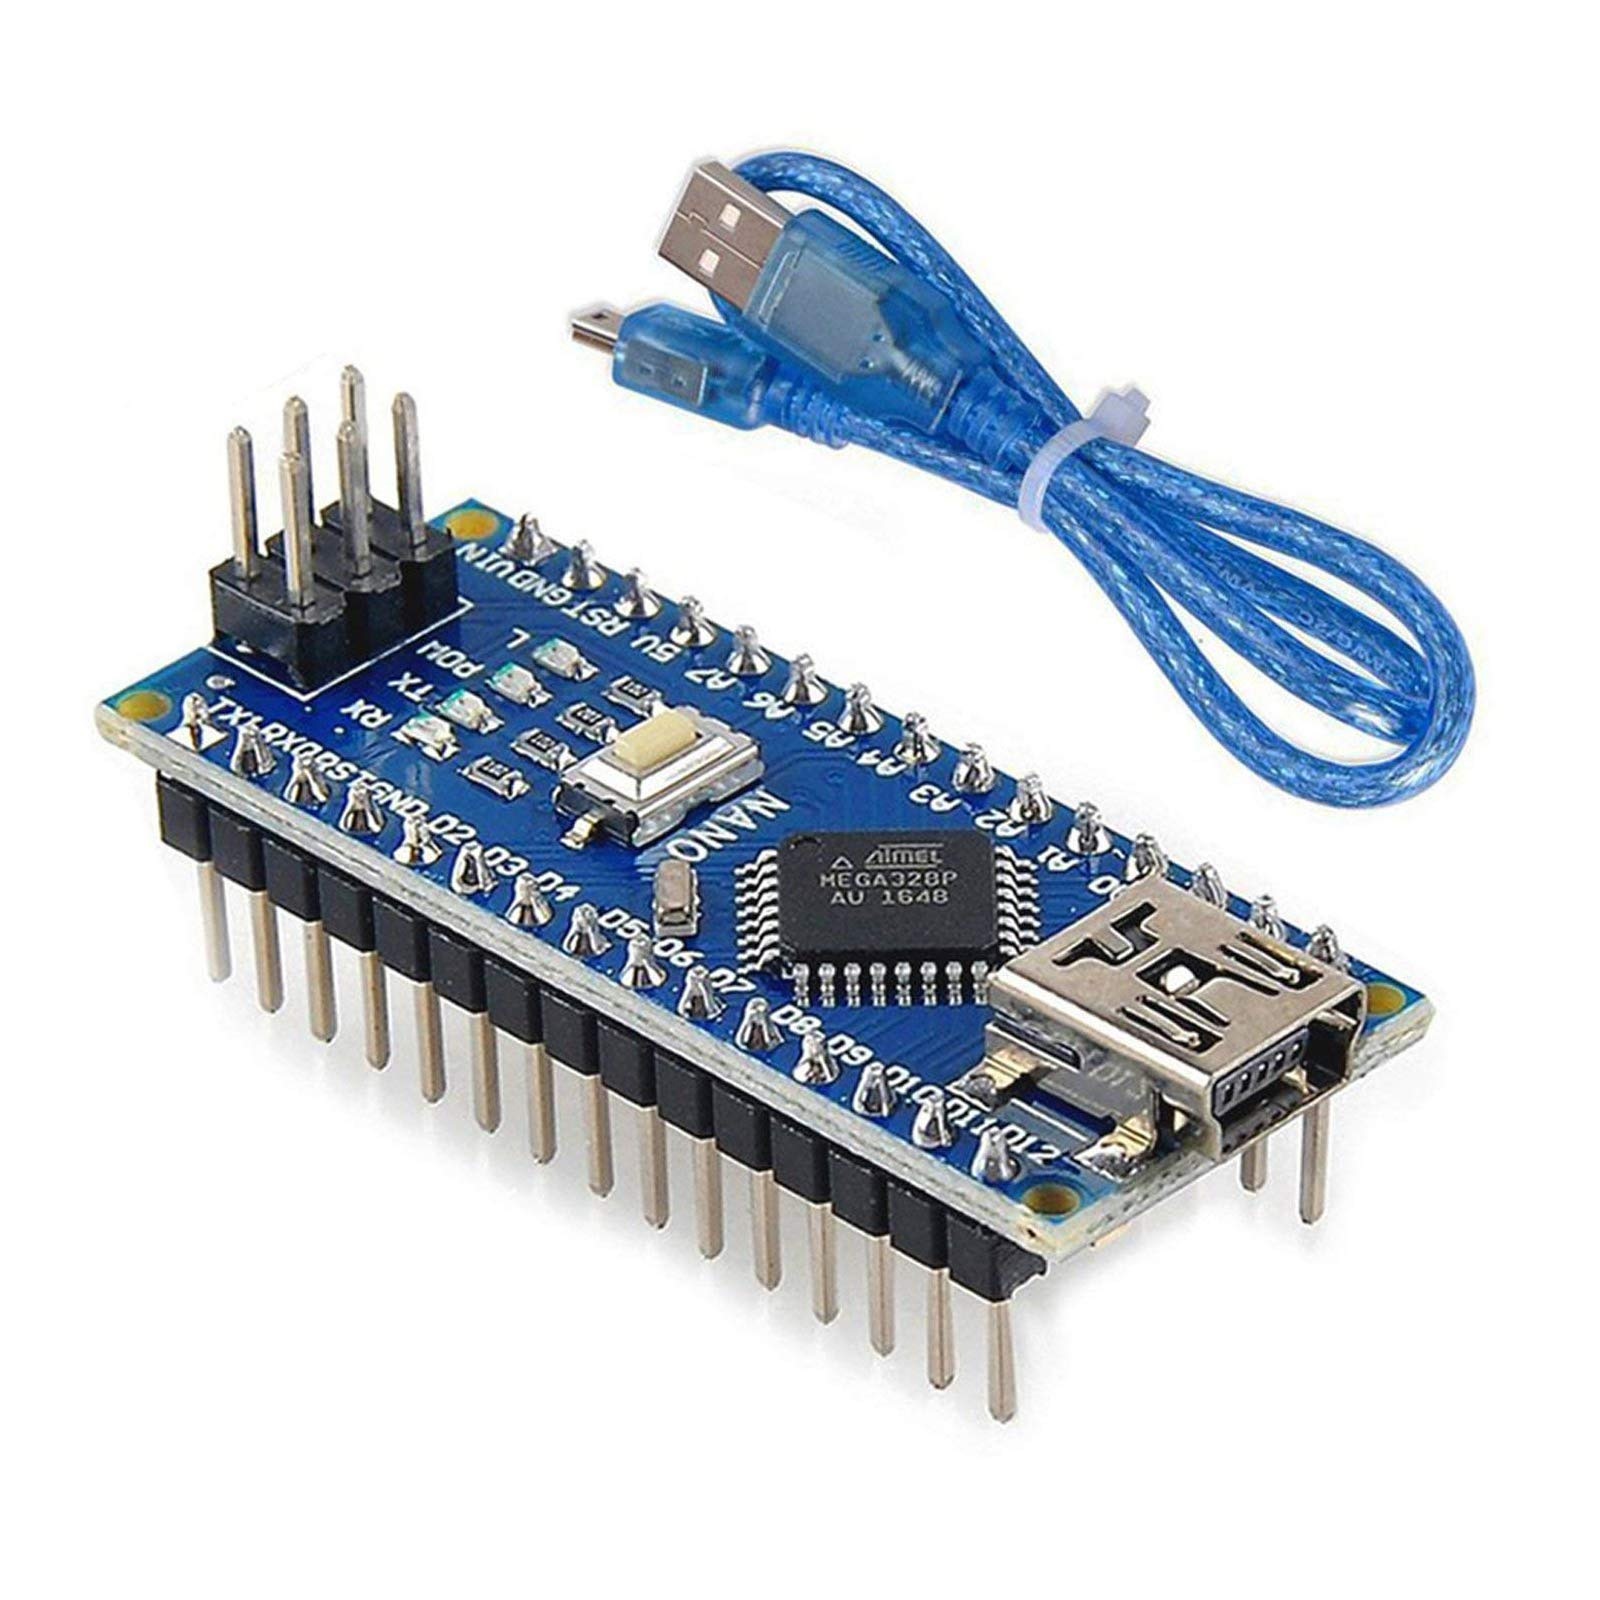 VIN
GND
RST
5V
A7
A6
A5
A4
A3
A2
A1
L
POW
TX
RX
TX1
RX0
RST
GND
D2
D3
D4
D5
D6
D7
D8
D9
D10
D11
D12
NANO
ATMEL
MEGA328P
AU 1648